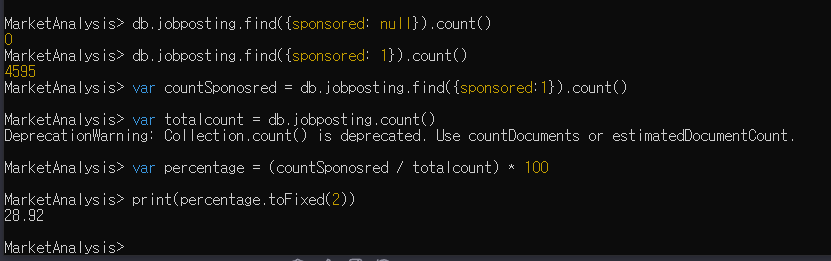 MarketAnalysis> db.jobposting.find({sponsored: null}).count()
0
MarketAnalysis> db.jobposting.find({sponsored: 1}).count()
4595
MarketAnalysis> var countSponosred = db.jobposting.find({sponsored:1}).count()
MarketAnalysis> var totalcount = db.jobposting.count()
DeprecationWarning: Collection.count() is deprecated. Use countDocuments or estimatedDocumentCount.
MarketAnalysis> var percentage = (countSponosred / totalcount) * 100
MarketAnalysis> print(percentage.toFixed(2))
28.92
MarketAnalysis>